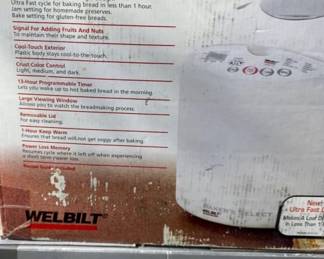 Ultra Fast cycle for baking bread in less than 1 hour.
Jam setting for homemade preserves.
Bake setting for gluten-free breads.
Signal For Adding Fruits And Nuts
To maintain their shape and texture.
Cool-Touch Exterior
Plastic body stays cool-to-the-touch.
Crust Color Control
Light, medium, and dark.
13-Hour Programmable Timer
Lets you wake up to hot baked bread in the morning.
Large Viewing Window
Allows you to watch the breadmaking process.
Removable Lid
For easy cleaning.
1-Hour Keep Warm
Ensures that bread will not get soggy after baking.
Power Loss Memory
Resumes cycle where it left off when experiencing
a short term power loss.
WELBILT®
BAKER'S SELECT
New!
Ultra Fast
Makes A Loaf
In Less Than 1